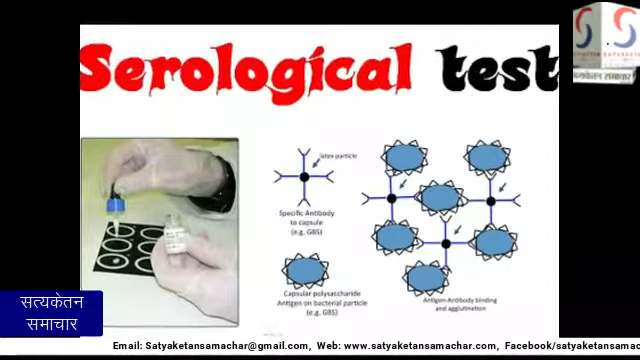 Serological test
latex particle
Specific Antibody
to capsule
(e.g. GBS)
Capsular polysaccharide
Antigen on bacterial particle
(e.g. GBS)
Antigen-Antibody binding
and agglutination
सत्यकेतन
समाचार
Email: Satyaketansamachar@gmail.com, Web: www.satyaketansamachar.com, Facebook/satyaketansamac